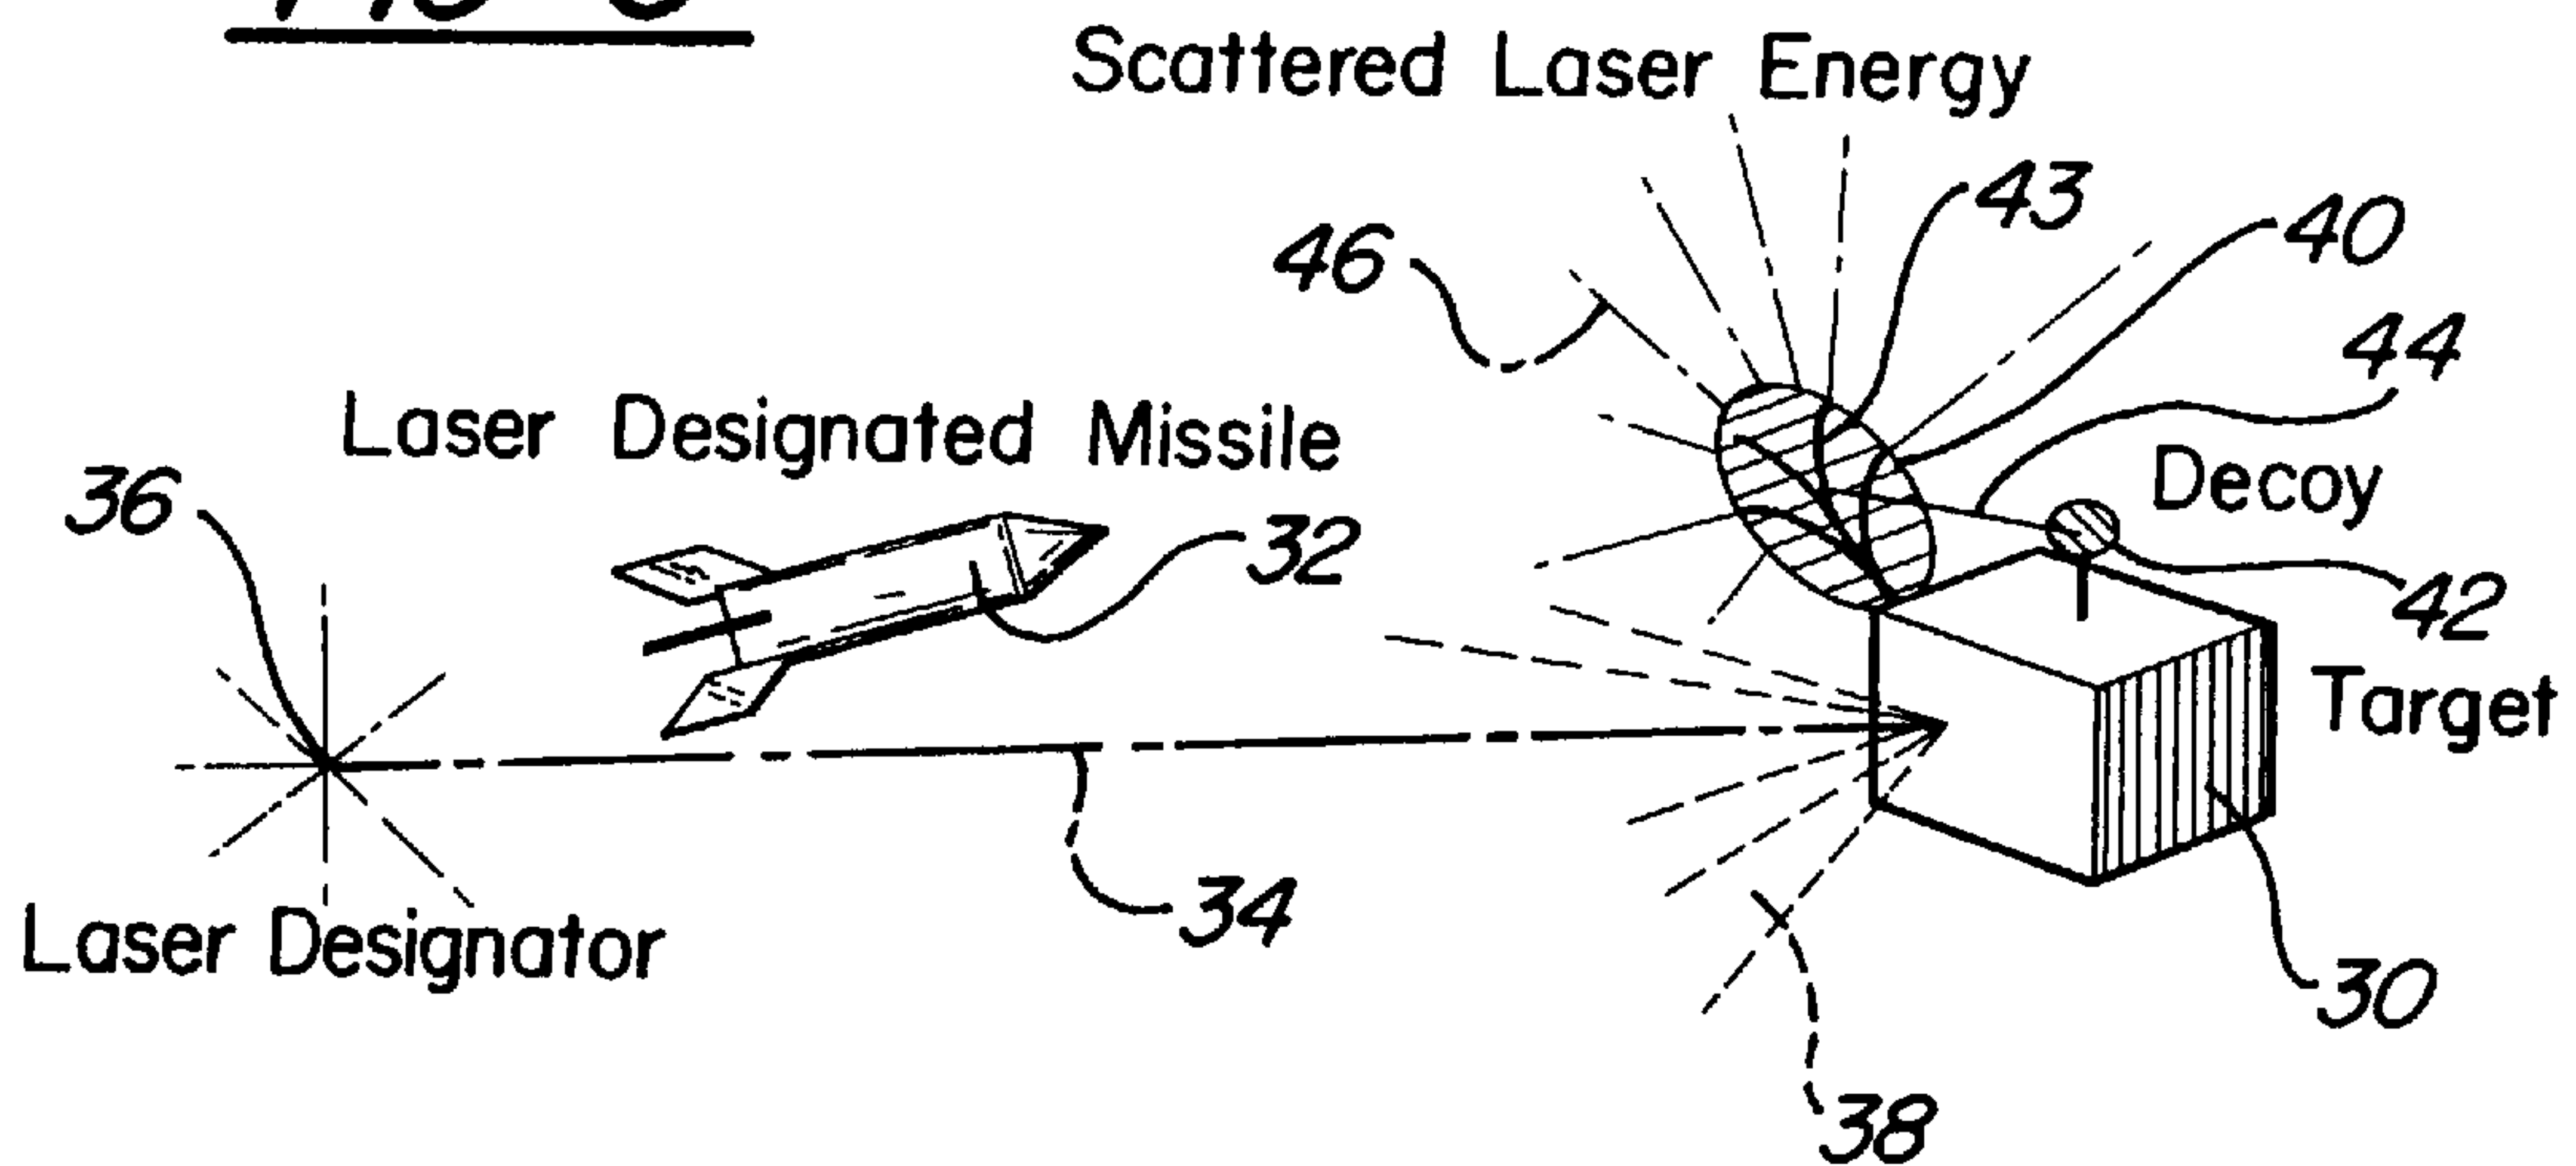 Scattered Laser Energy
43
40
46
44
Laser Designated Missile
Decoy
36
32
42
Target
34
Laser Designator
30
38